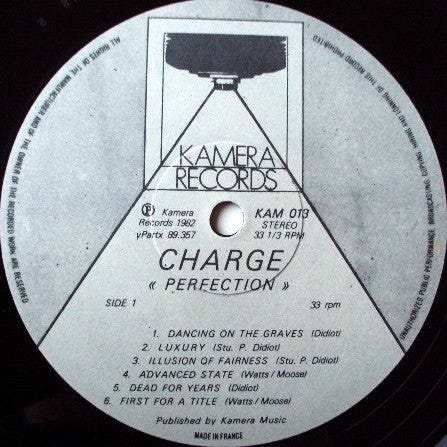 ALL RIGHTS OF THE MANUFACTURER AND OF THE OWNER OF THE RECORDED WORK ARE RESERVED
UNAUTHORIZED PUBLIC PERFORMANCE BROADCASTING COPYING HIRING AND LOANING OF THIS RECORD PROHIBITED
KAMERA
RECORDS
Ⓟ Kamera
Records 1982
yPartx 89.357
KAM 013
STEREO
33 1/3 RPM
CHARGE
« PERFECTION »
SIDE 1
33 rpm
1. DANCING ON THE GRAVES (Didiot)
2. LUXURY (Stu. P. Didiot)
3. ILLUSION OF FAIRNESS (Stu. P. Didiot)
4. ADVANCED STATE (Watts / Moose)
5. DEAD FOR YEARS (Didiot)
6. FIRST FOR A TITLE (Watts / Moose)
Published by Kamera Music
MADE IN FRANCE